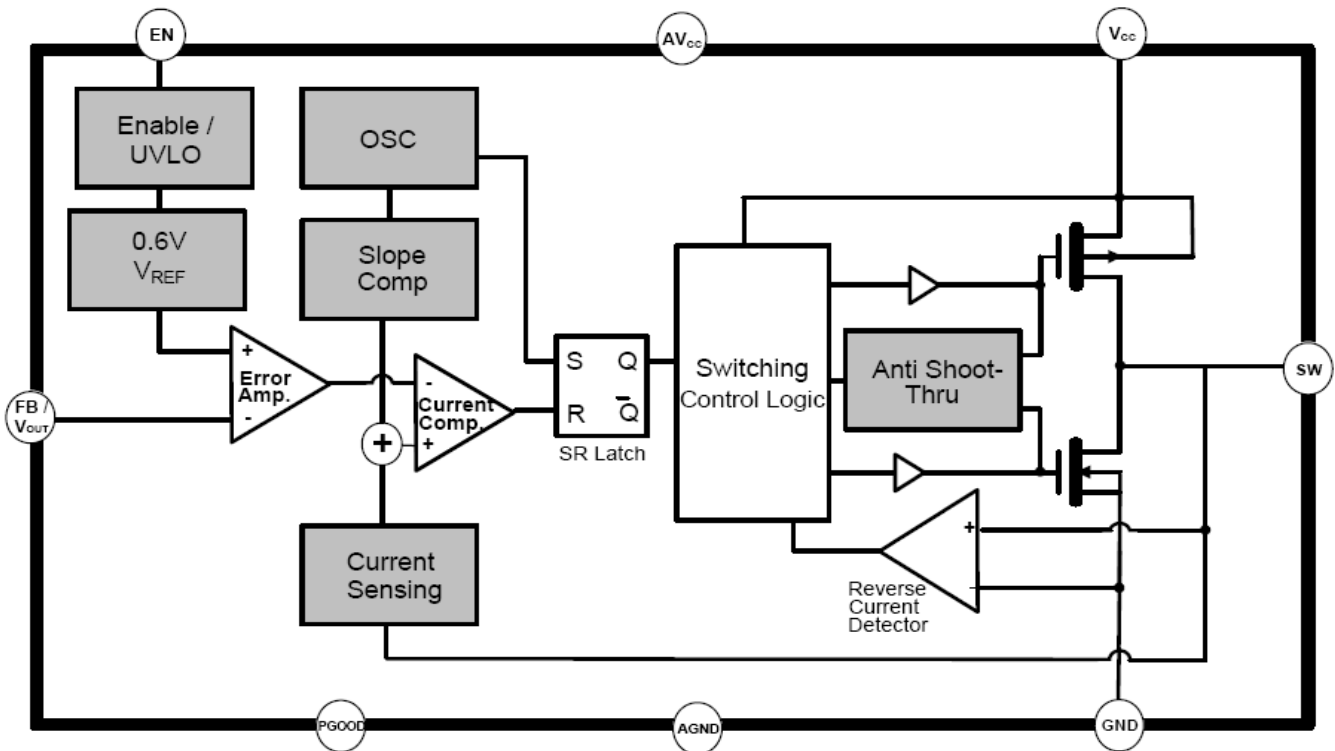 EN
AVCC
VCC
Enable /
UVLO
OSC
0.6V
VREF
Slope
Comp
+
Error
Amp.
-
FB /
VOUT
-
Current
Comp.
+
+
S Q
R Q̅
SR Latch
Switching
Control Logic
Anti Shoot-
Thru
SW
+
-
Reverse
Current
Detector
Current
Sensing
PGOOD
AGND
GND